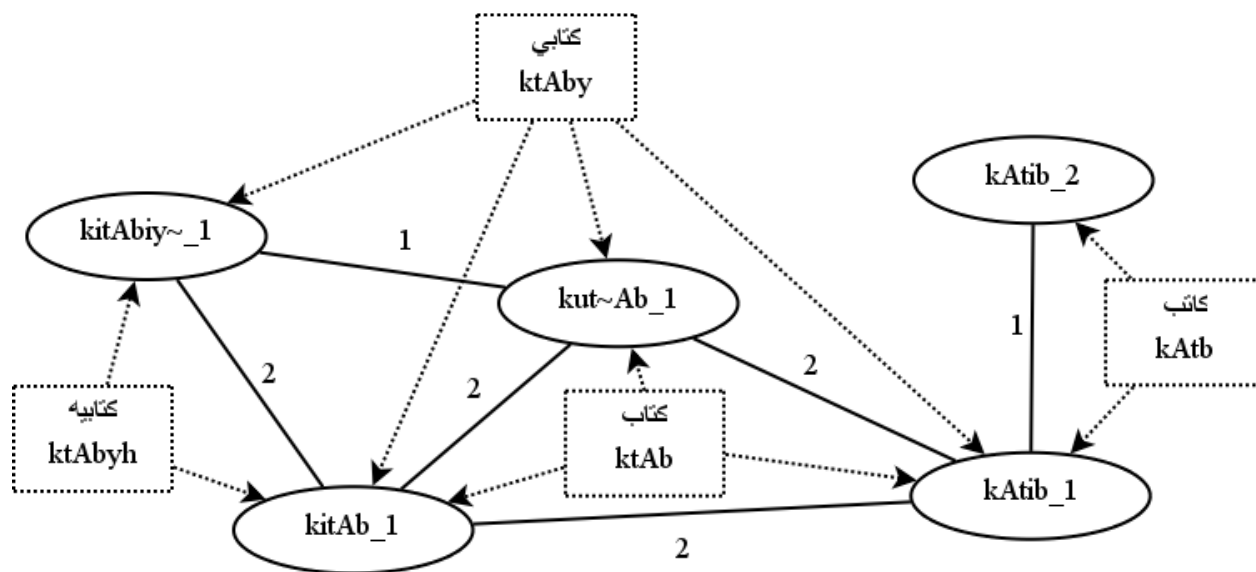 كتابي
ktAby
kAtib_2
kitAbiy~_1
1
kut~Ab_1
كاتب
kAtb
1
2
2
2
كتابيه
ktAbyh
كتاب
ktAb
kAtib_1
kitAb_1
2